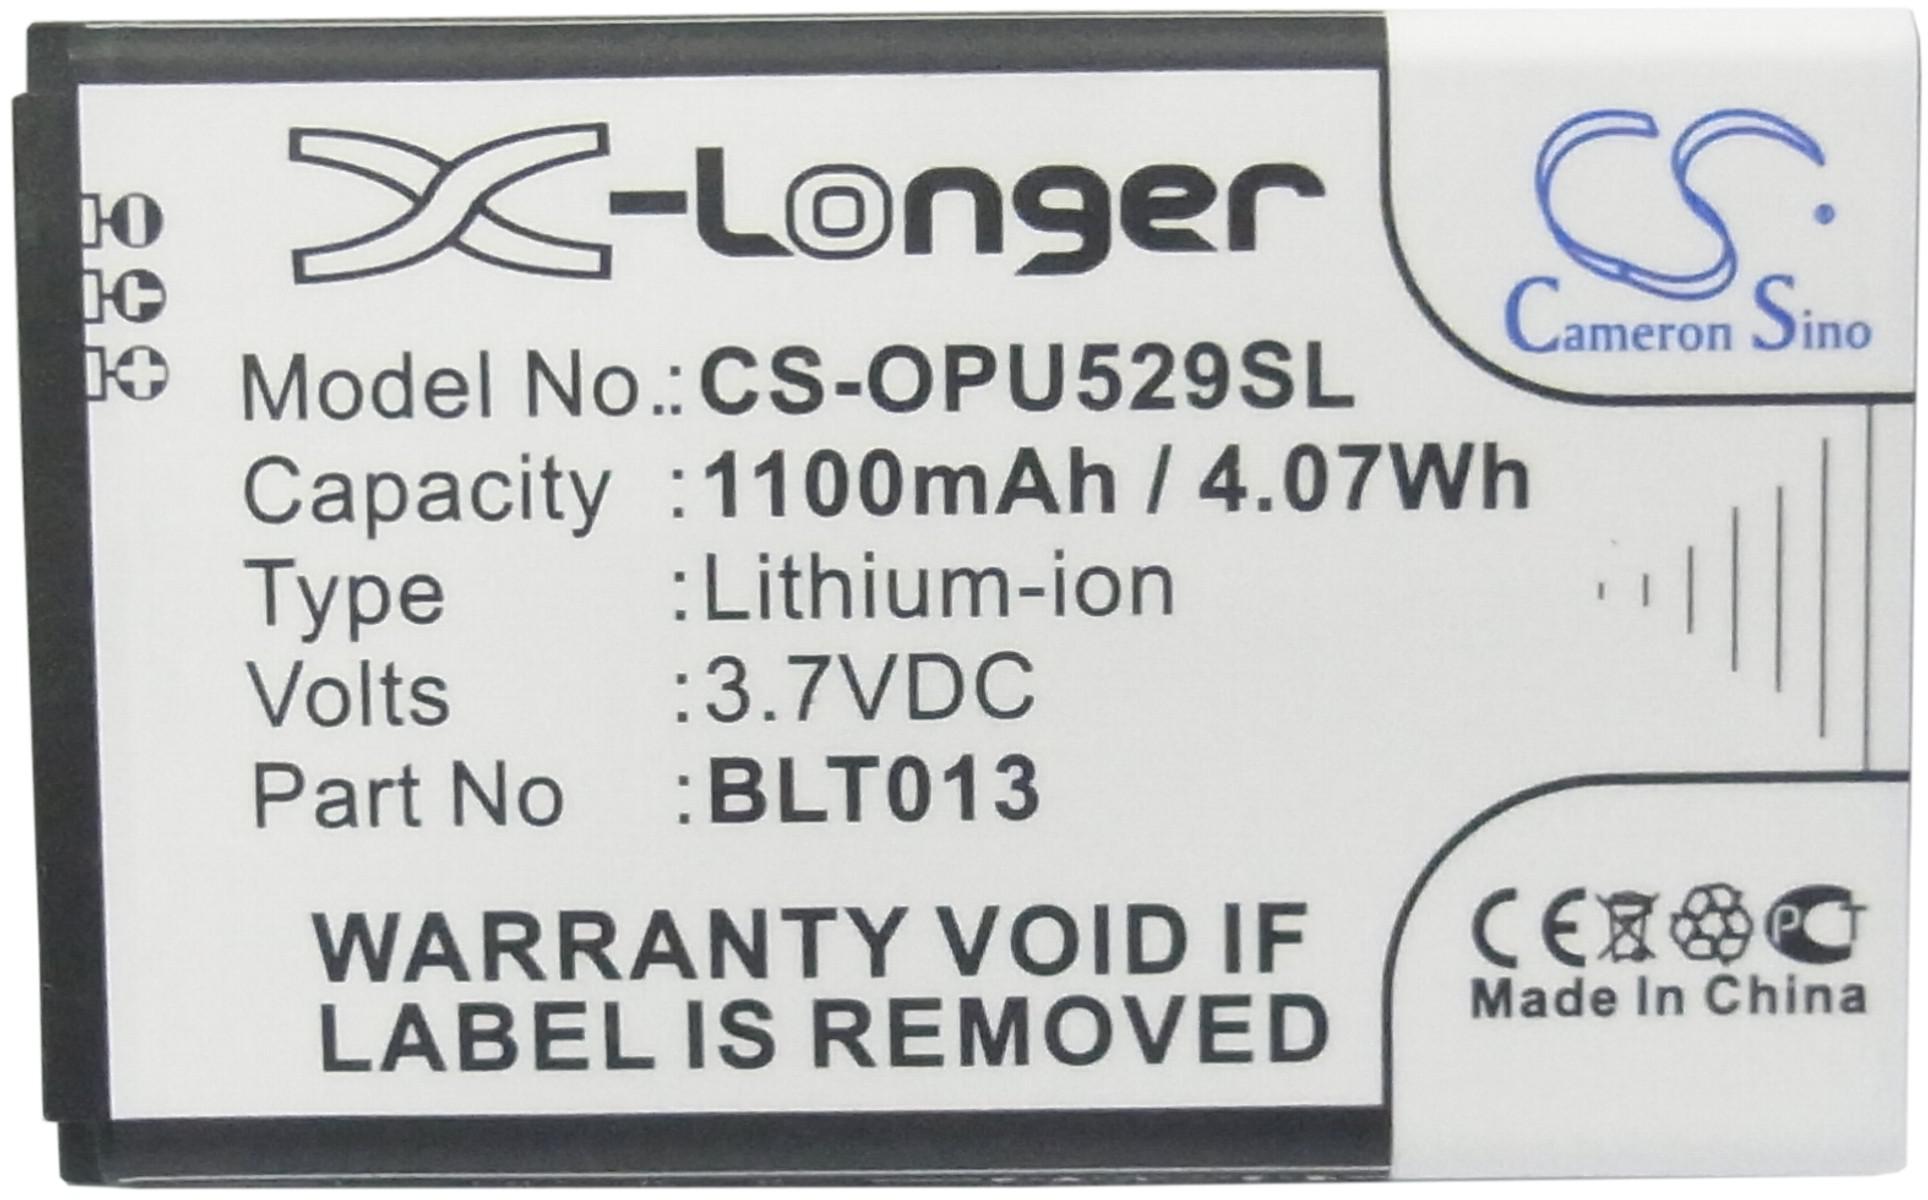 X-Longer
CS.
Cameron Sino
Model No.:CS-OPU529SL
Capacity :1100mAh / 4.07Wh
Type :Lithium-ion
Volts :3.7VDC
Part No :BLT013
WARRANTY VOID IF
LABEL IS REMOVED
CE PCT
Made In China